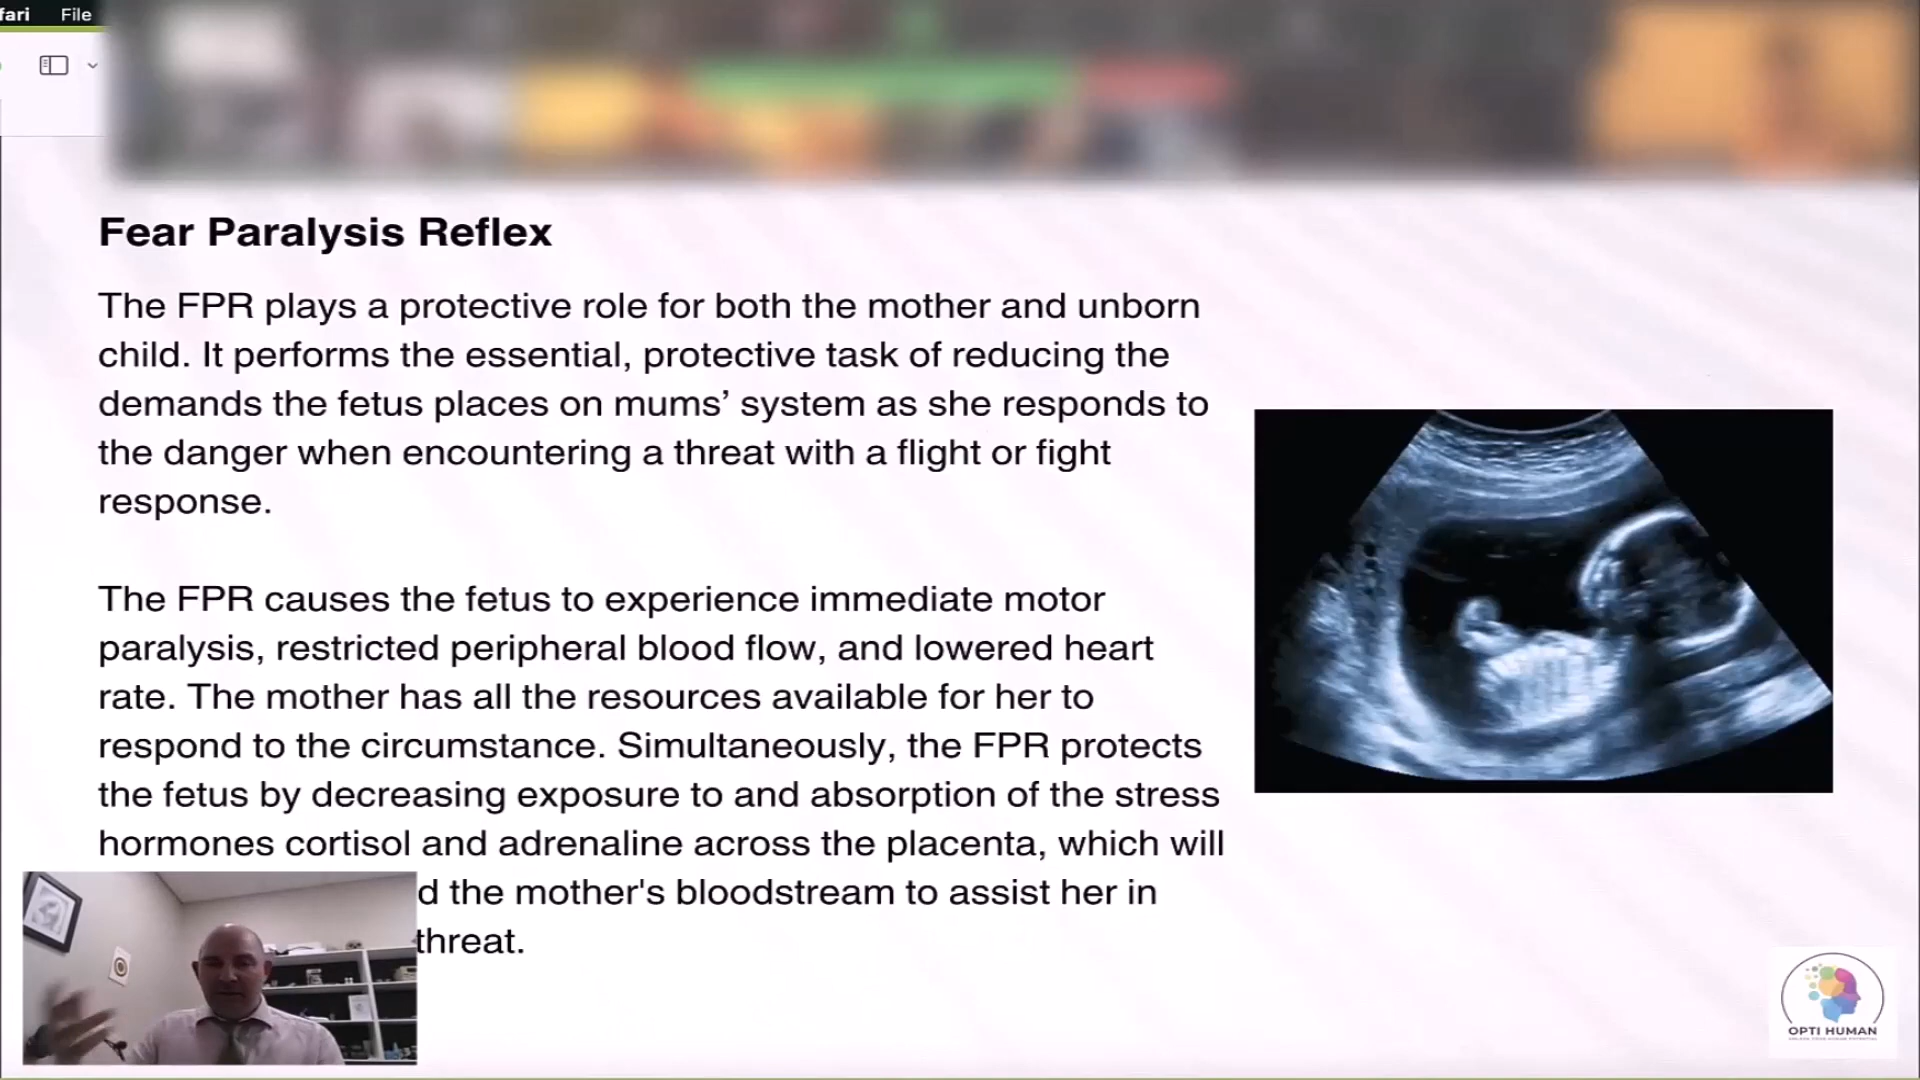 fari File
Fear Paralysis Reflex
The FPR plays a protective role for both the mother and unborn
child. It performs the essential, protective task of reducing the
demands the fetus places on mums’ system as she responds to
the danger when encountering a threat with a flight or fight
response.
The FPR causes the fetus to experience immediate motor
paralysis, restricted peripheral blood flow, and lowered heart
rate. The mother has all the resources available for her to
respond to the circumstance. Simultaneously, the FPR protects
the fetus by decreasing exposure to and absorption of the stress
hormones cortisol and adrenaline across the placenta, which will
d the mother's bloodstream to assist her in
threat.
OPTI HUMAN